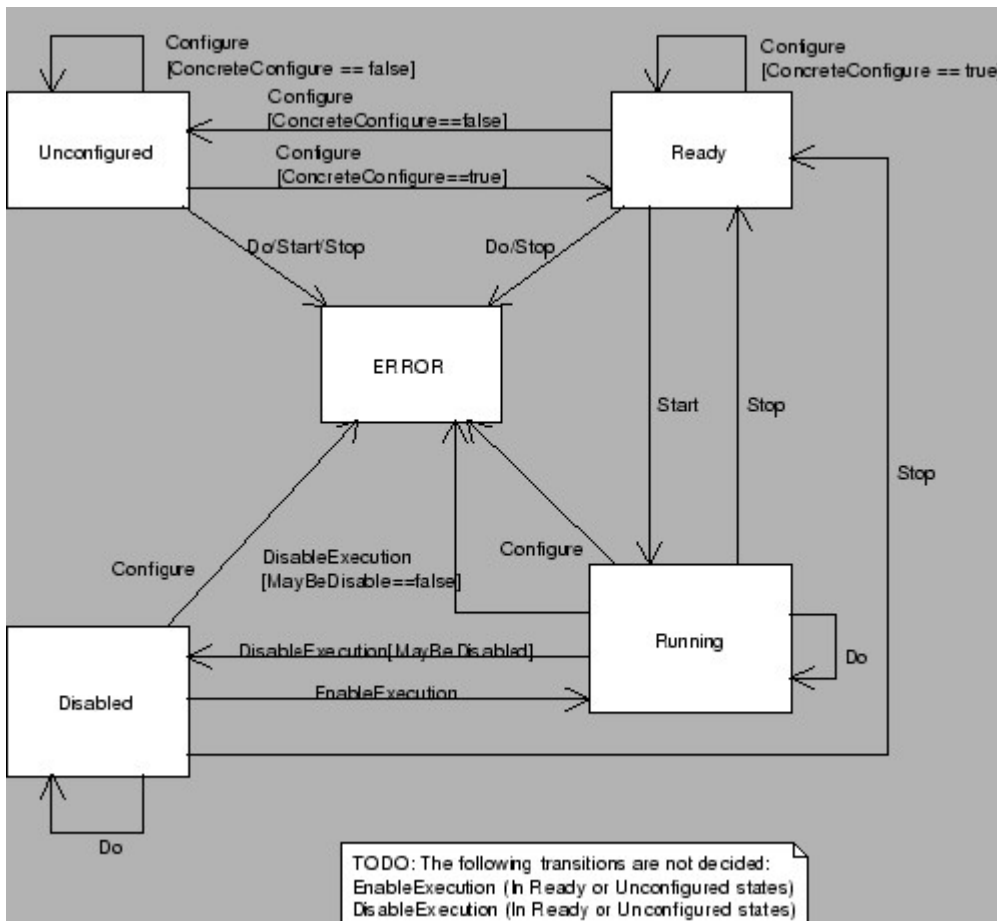 Configure
[ConcreteConfigure == false]
Configure
[ConcreteConfigure == true]
Configure
[ConcreteConfigure==false]
Unconfigured
Ready
Configure
[ConcreteConfigure==true]
Do/Start/Stop
Do/Stop
ERROR
Start
Stop
Stop
Configure
DisableExecution
[MayBeDisable==false]
Configure
Running
DisableExecution[MayBeDisabled]
Do
EnableExecution
Disabled
Do
TODO: The following transitions are not decided:
EnableExecution (In Ready or Unconfigured states)
DisableExecution (In Ready or Unconfigured states)